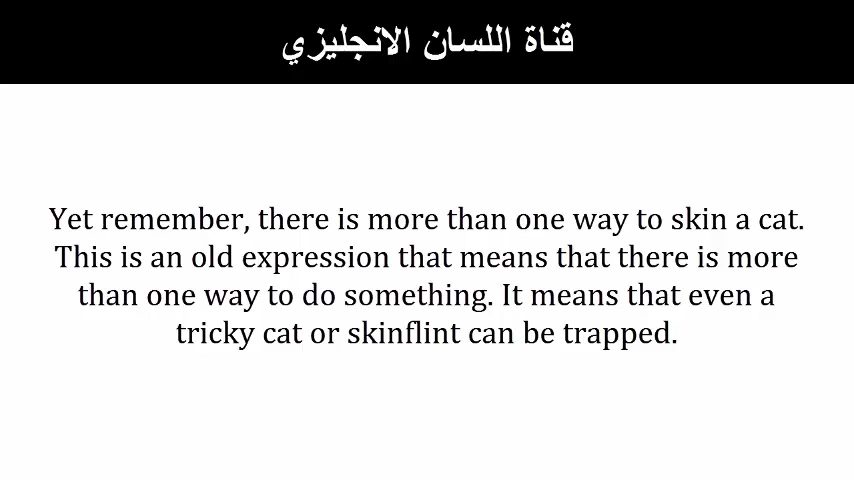 قناة اللسان الانجليزي
Yet remember, there is more than one way to skin a cat.
This is an old expression that means that there is more
than one way to do something. It means that even a
tricky cat or skinflint can be trapped.